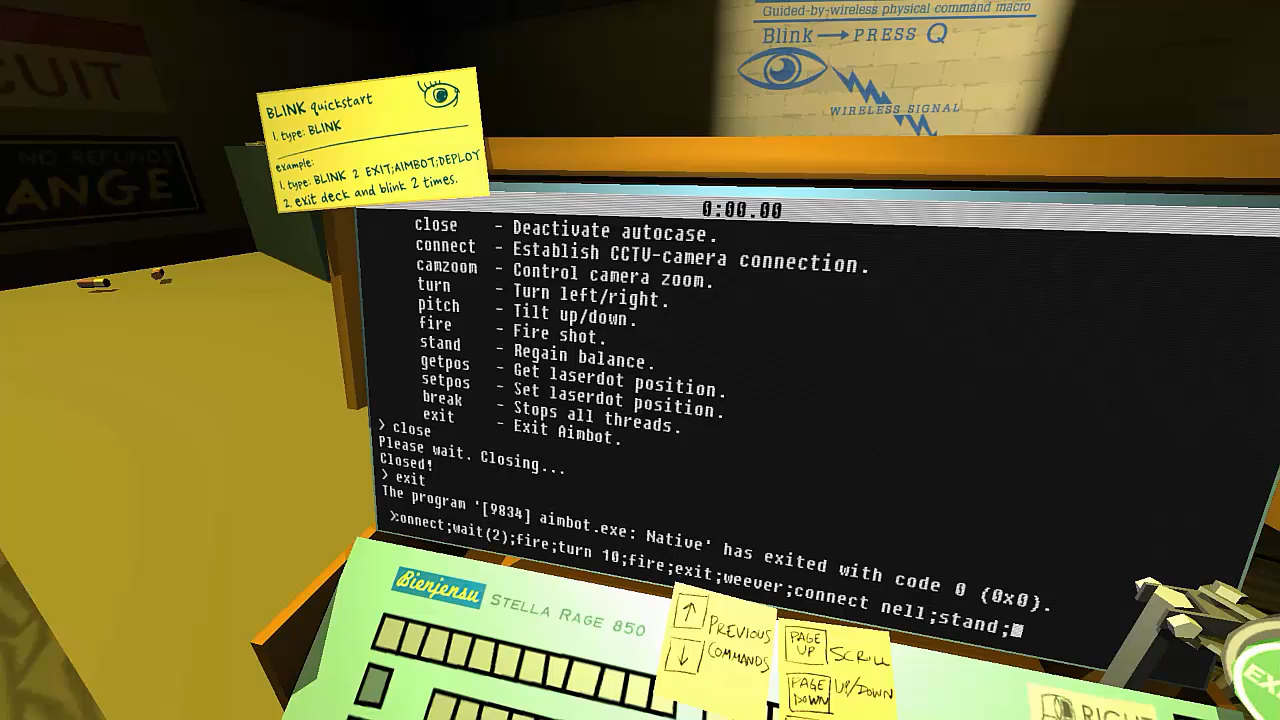 Guided-by-wireless physical command macro
Blink → PRESS Q
WIRELESS SIGNAL
BLINK quickstart
1. type: BLINK
example:
1. type: BLINK 2 EXIT;AIMBOT;DEPLOY
2. exit deck and blink 2 times.
CUIT
NO REFUNDS
ANGE
0:00.00
close - Deactivate autocase.
connect - Establish CCTV-camera connection.
camzoom - Control camera zoom.
turn - Turn left/right.
pitch - Tilt up/down.
fire - Fire shot.
stand - Regain balance.
getpos - Get laserdot position.
setpos - Set laserdot position.
break - Stops all threads.
exit - Exit Aimbot.
> close
Please wait. Closing...
Closed!
> exit
The program '[9834] aimbot.exe: Native' has exited with code 0 (0x0).
>connect;wait(2);fire;turn 10;fire;exit;weever;connect nell;stand;
Bienjensu STELLA RAGE 850
↑ PREVIOUS
↓ COMMANDS
PAGE UP SCROLL
PAGE DOWN UP/DOWN
RIGHT
EX